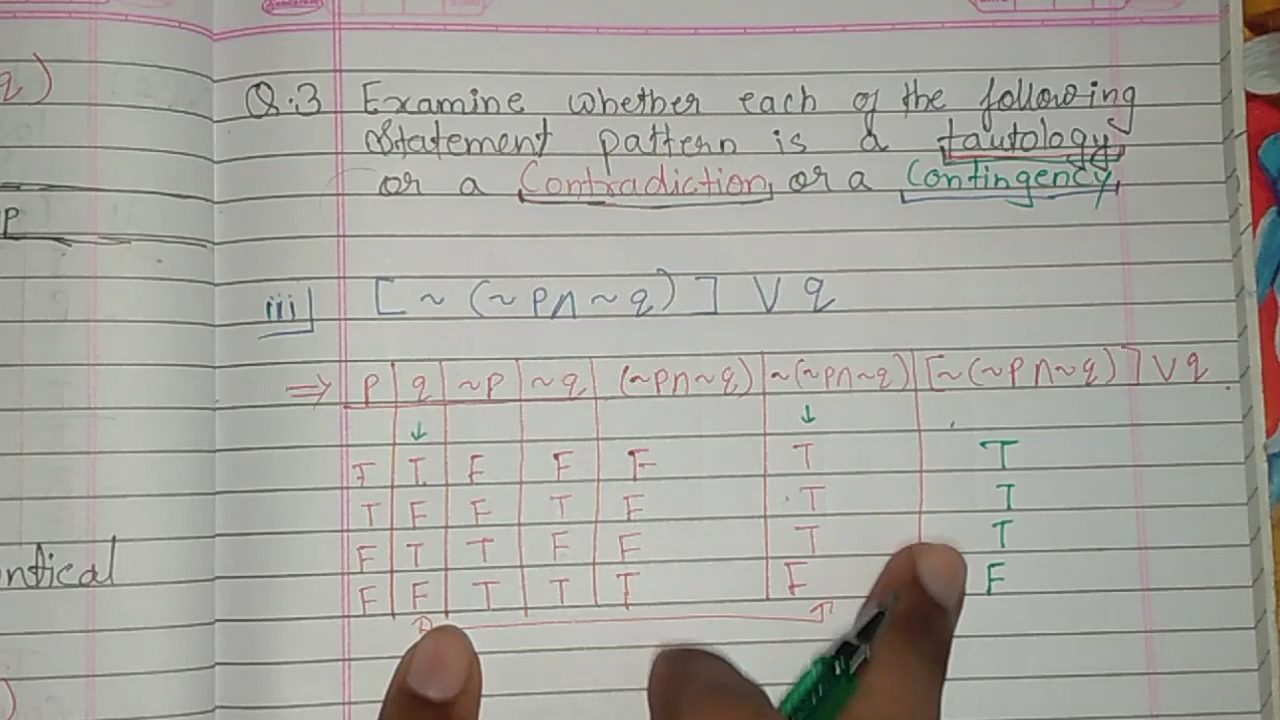 q)
Q.3 Examine whether each of the following
statement pattern is a tautology
or a Contradiction or a Contingency.
P
iii] [~(~p∧~q)]∨q
⇒ p q ~p ~q (~p∧~q) ~(~p∧~q) [~(~p∧~q)]∨q
↓ ↓
T T F F F T T
T F F T F T T
F T T F F T T
F F T T T F F
ntical
)